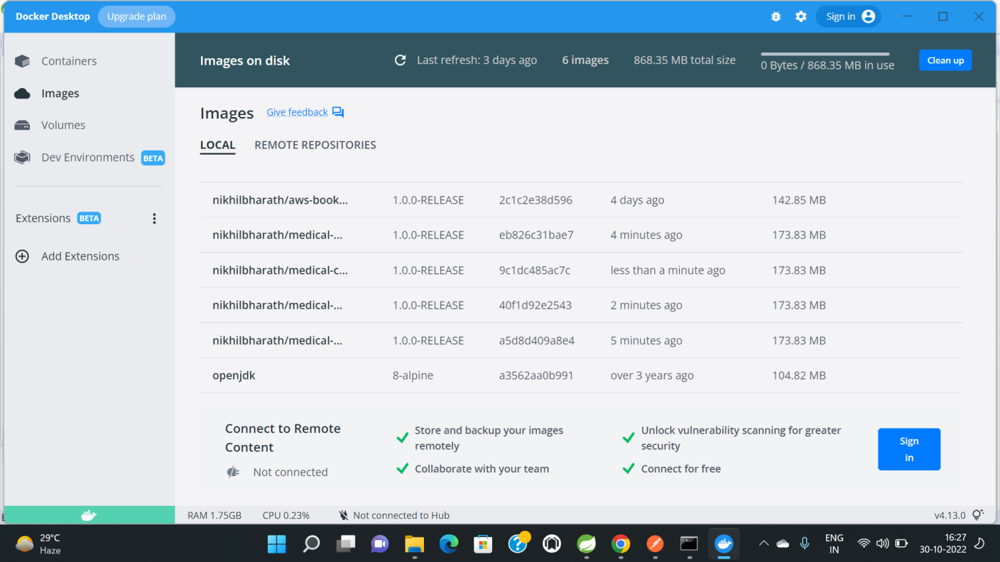 Docker Desktop Upgrade plan Sign in
Containers
Images
Volumes
Dev Environments BETA
Extensions BETA
Add Extensions
Images on disk Last refresh: 3 days ago 6 images 868.35 MB total size 0 Bytes / 868.35 MB in use Clean up
Images Give feedback
LOCAL REMOTE REPOSITORIES
nikhilbharath/aws-book... 1.0.0-RELEASE 2c1c2e38d596 4 days ago 142.85 MB
nikhilbharath/medical-... 1.0.0-RELEASE eb826c31bae7 4 minutes ago 173.83 MB
nikhilbharath/medical-c... 1.0.0-RELEASE 9c1dc485ac7c less than a minute ago 173.83 MB
nikhilbharath/medical-... 1.0.0-RELEASE 40f1d92e2543 2 minutes ago 173.83 MB
nikhilbharath/medical-... 1.0.0-RELEASE a5d8d409a8e4 5 minutes ago 173.83 MB
openjdk 8-alpine a3562aa0b991 over 3 years ago 104.82 MB
Connect to Remote
Content
Not connected
Store and backup your images
remotely
Collaborate with your team
Unlock vulnerability scanning for greater
security
Connect for free
Sign
in
RAM 1.75GB CPU 0.23% Not connected to Hub v4.13.0
29°C
Haze
ENG
IN
16:27
30-10-2022